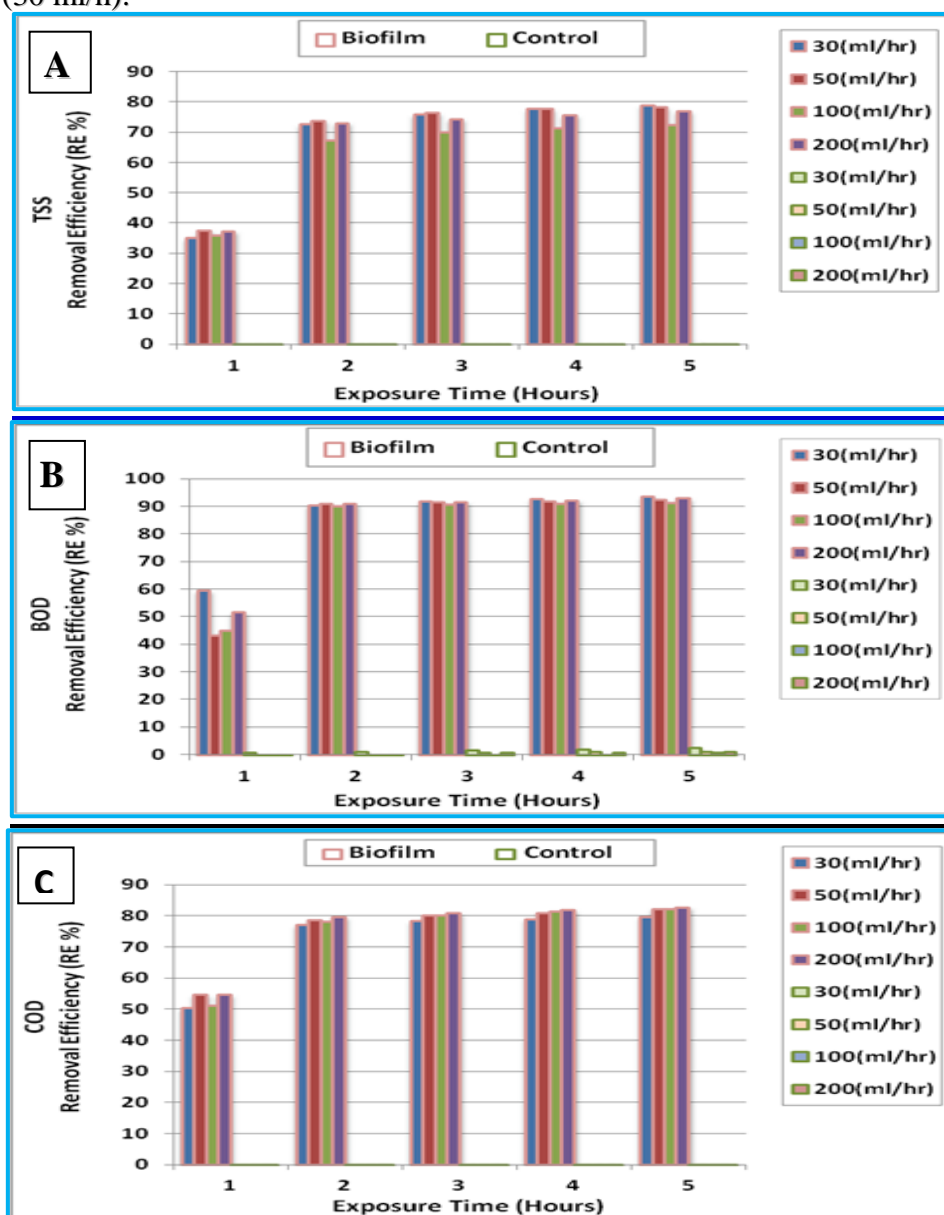 (30 ml/h).
A
Biofilm Control
TSS
Removal Efficiency (RE %)
90
80
70
60
50
40
30
20
10
0
1 2 3 4 5
Exposure Time (Hours)
30(ml/hr)
50(ml/hr)
100(ml/hr)
200(ml/hr)
30(ml/hr)
50(ml/hr)
100(ml/hr)
200(ml/hr)
B
Biofilm Control
BOD
Removal Efficiency (RE %)
100
90
80
70
60
50
40
30
20
10
0
1 2 3 4 5
Exposure Time (Hours)
30(ml/hr)
50(ml/hr)
100(ml/hr)
200(ml/hr)
30(ml/hr)
50(ml/hr)
100(ml/hr)
200(ml/hr)
C
Biofilm Control
COD
Removal Efficiency (RE %)
90
80
70
60
50
40
30
20
10
0
1 2 3 4 5
Exposure Time (Hours)
30(ml/hr)
50(ml/hr)
100(ml/hr)
200(ml/hr)
30(ml/hr)
50(ml/hr)
100(ml/hr)
200(ml/hr)